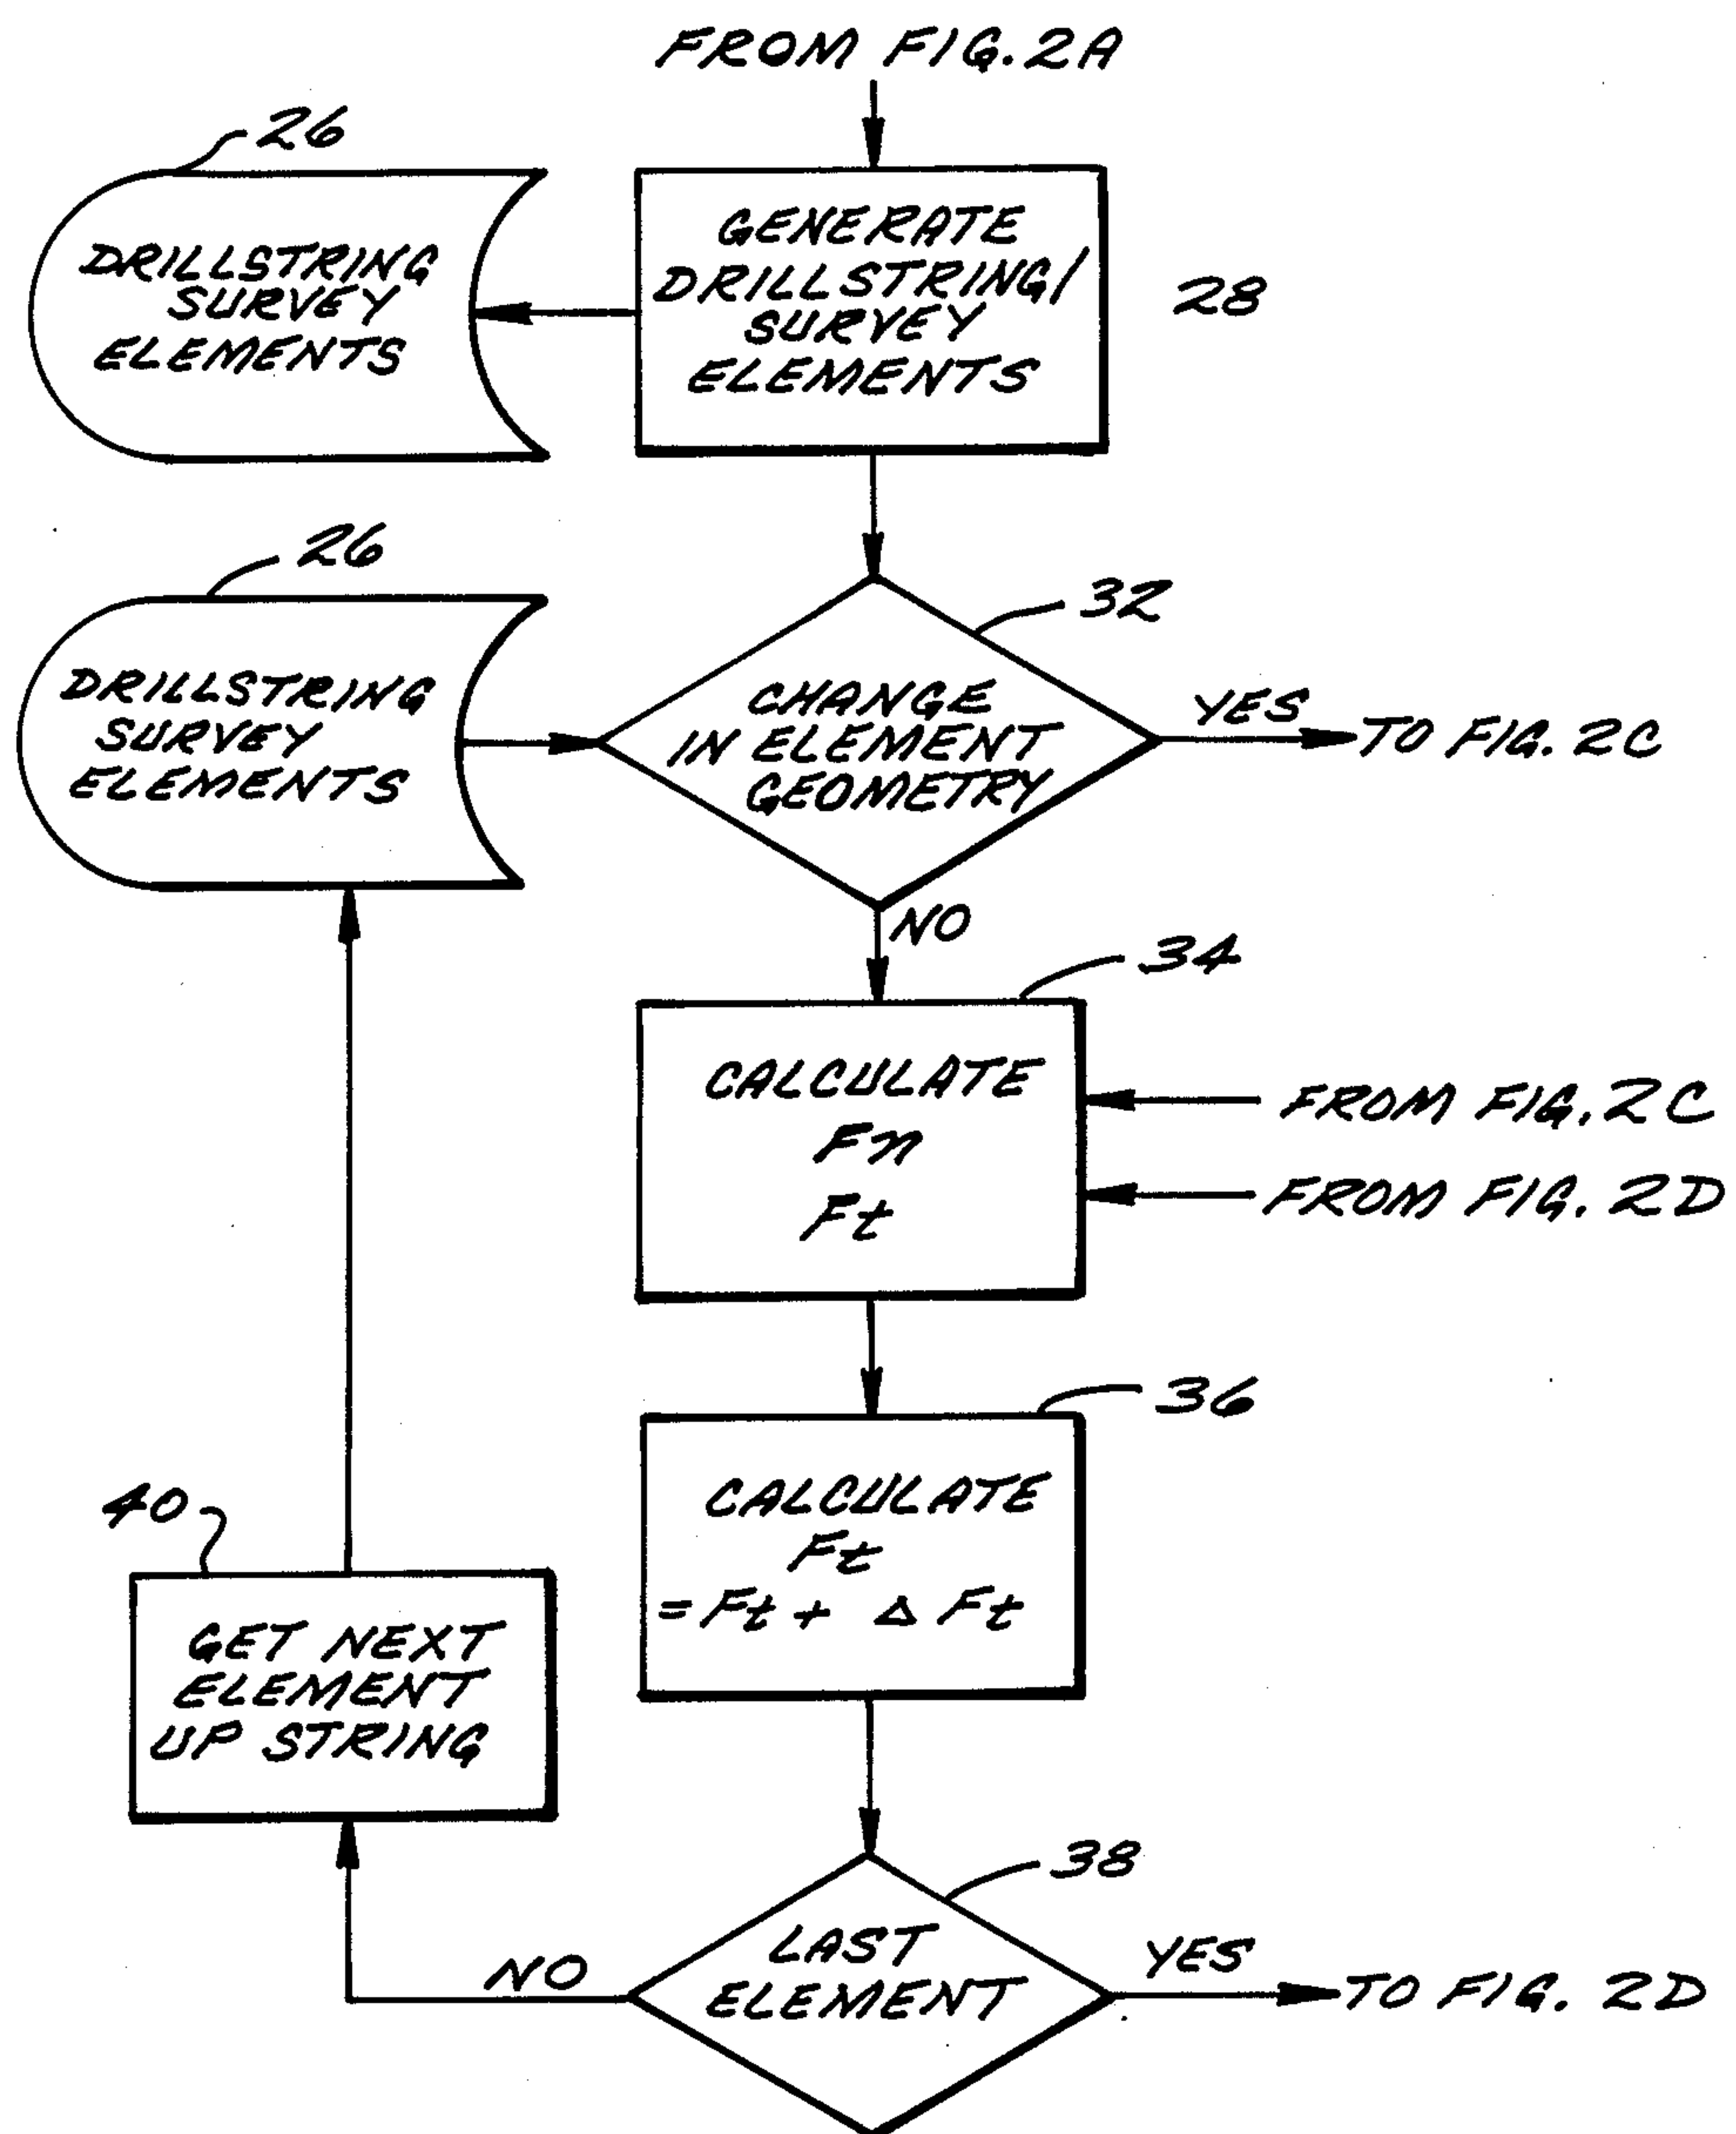 FROM FIG. 2A
26
DRILLSTRING
SURVEY
ELEMENTS
GENERATE
DRILLSTRING/
SURVEY
ELEMENTS
28
26
DRILLSTRING
SURVEY
ELEMENTS
32
CHANGE
IN ELEMENT
GEOMETRY
YES
TO FIG. 2C
NO
34
CALCULATE
Fn
Ft
FROM FIG. 2C
FROM FIG. 2D
36
CALCULATE
Ft
= Ft + Δ Ft
40
GET NEXT
ELEMENT
UP STRING
38
LAST
ELEMENT
NO
YES
TO FIG. 2D